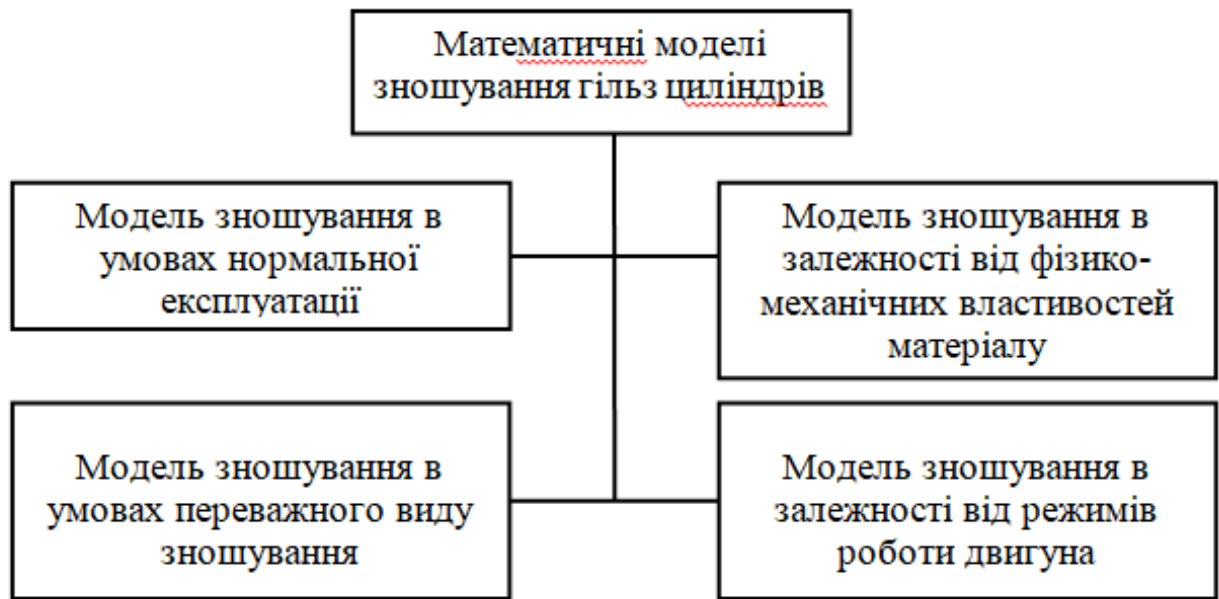 Математичні моделі
зношування гільз циліндрів
Модель зношування в
умовах нормальної
експлуатації
Модель зношування в
залежності від фізико-
механічних властивостей
матеріалу
Модель зношування в
умовах переважного виду
зношування
Модель зношування в
залежності від режимів
роботи двигуна